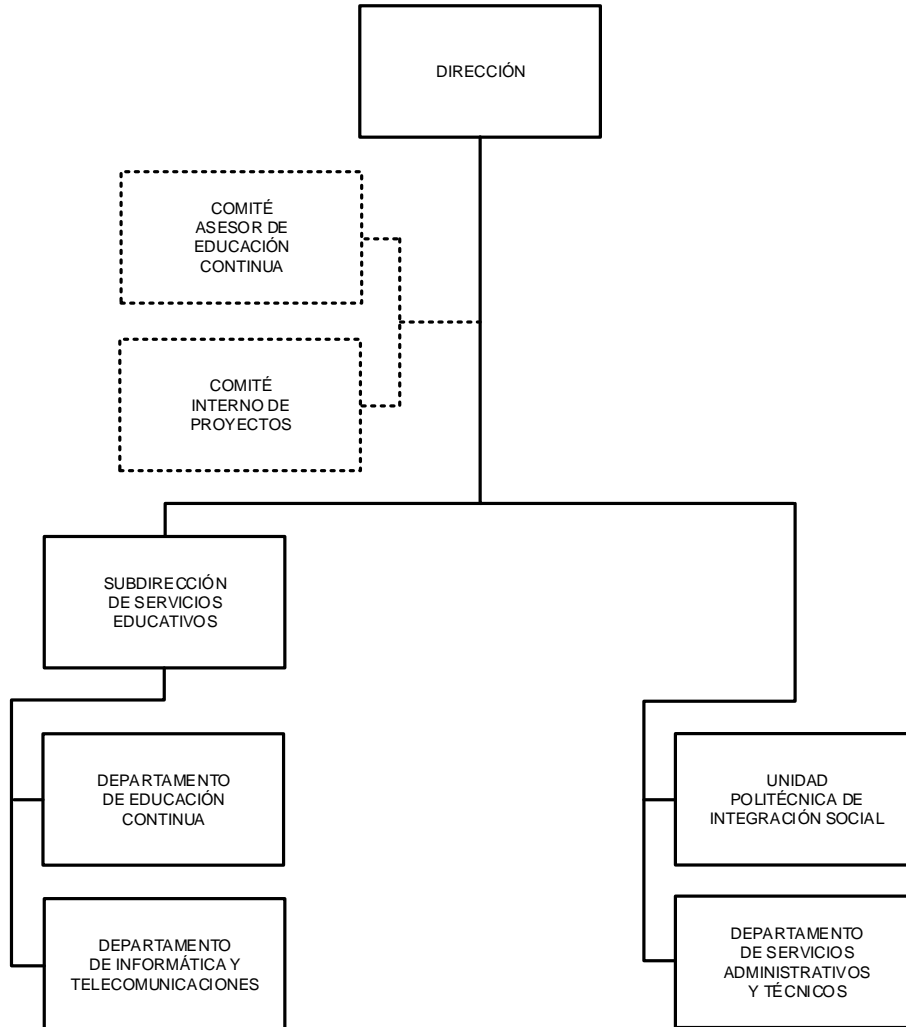 DIRECCIÓN
COMITÉ
ASESOR DE
EDUCACIÓN
CONTINUA
COMITÉ
INTERNO DE
PROYECTOS
SUBDIRECCIÓN
DE SERVICIOS
EDUCATIVOS
DEPARTAMENTO
DE EDUCACIÓN
CONTINUA
UNIDAD
POLITÉCNICA DE
INTEGRACIÓN SOCIAL
DEPARTAMENTO
DE INFORMÁTICA Y
TELECOMUNICACIONES
DEPARTAMENTO
DE SERVICIOS
ADMINISTRATIVOS
Y TÉCNICOS